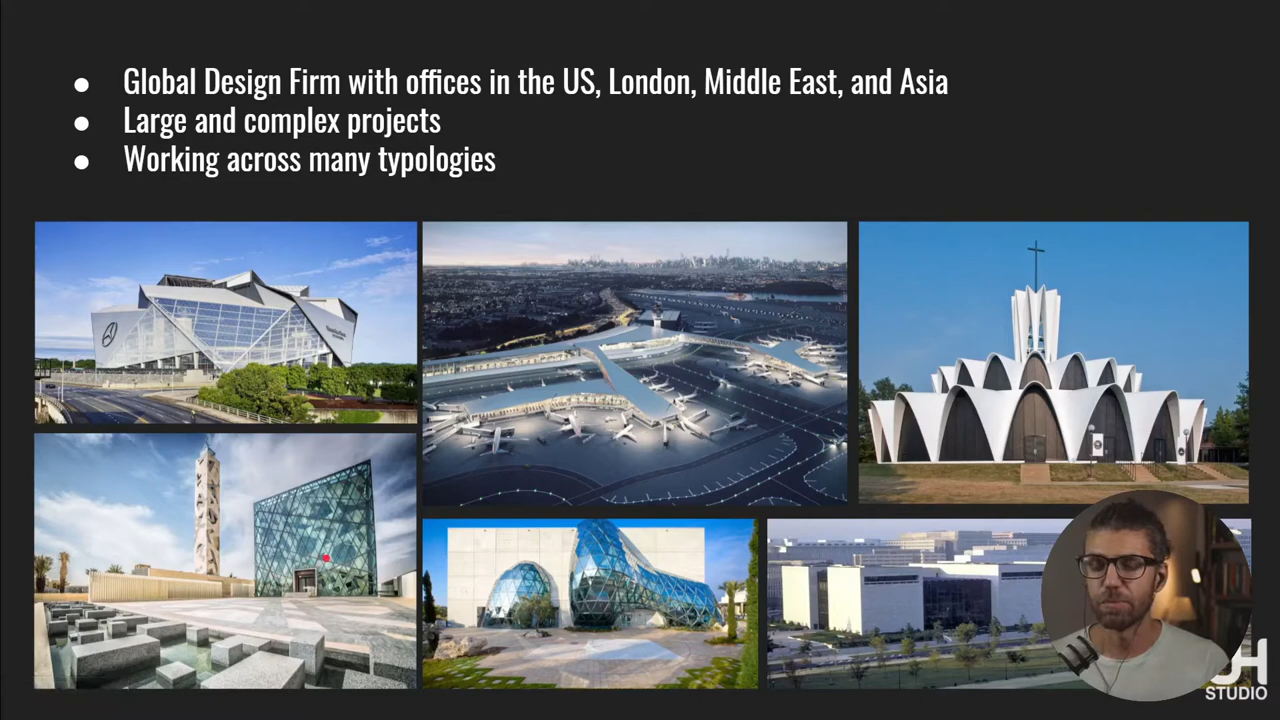 ● Global Design Firm with offices in the US, London, Middle East, and Asia
● Large and complex projects
● Working across many typologies
STUDIO